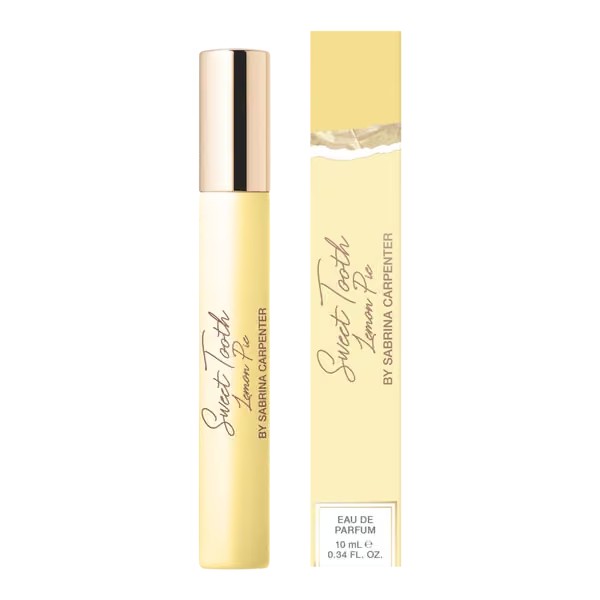 Sweet Tooth
Lemon Pie
BY SABRINA CARPENTER
Sweet Tooth
Lemon Pie
BY SABRINA CARPENTER
EAU DE
PARFUM
10 mL ℮
0.34 FL. OZ.